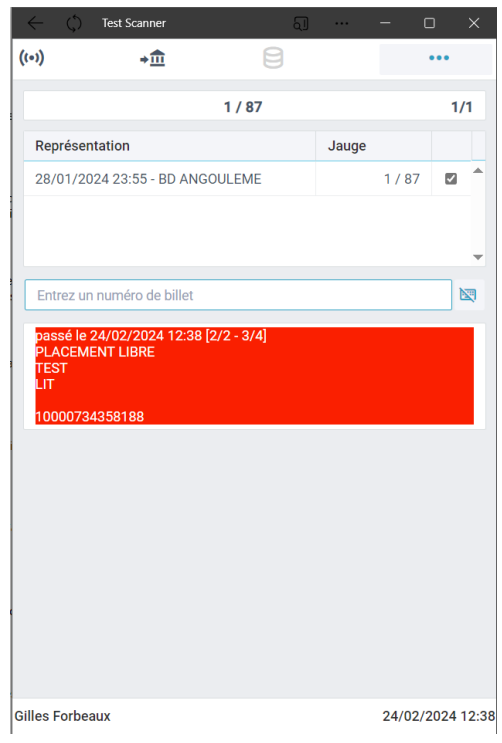 Test Scanner
1 / 87 1/1
Représentation Jauge
28/01/2024 23:55 - BD ANGOULEME 1 / 87
Entrez un numéro de billet
passé le 24/02/2024 12:38 [2/2 - 3/4]
PLACEMENT LIBRE
TEST
LIT
10000734358188
Gilles Forbeaux 24/02/2024 12:38